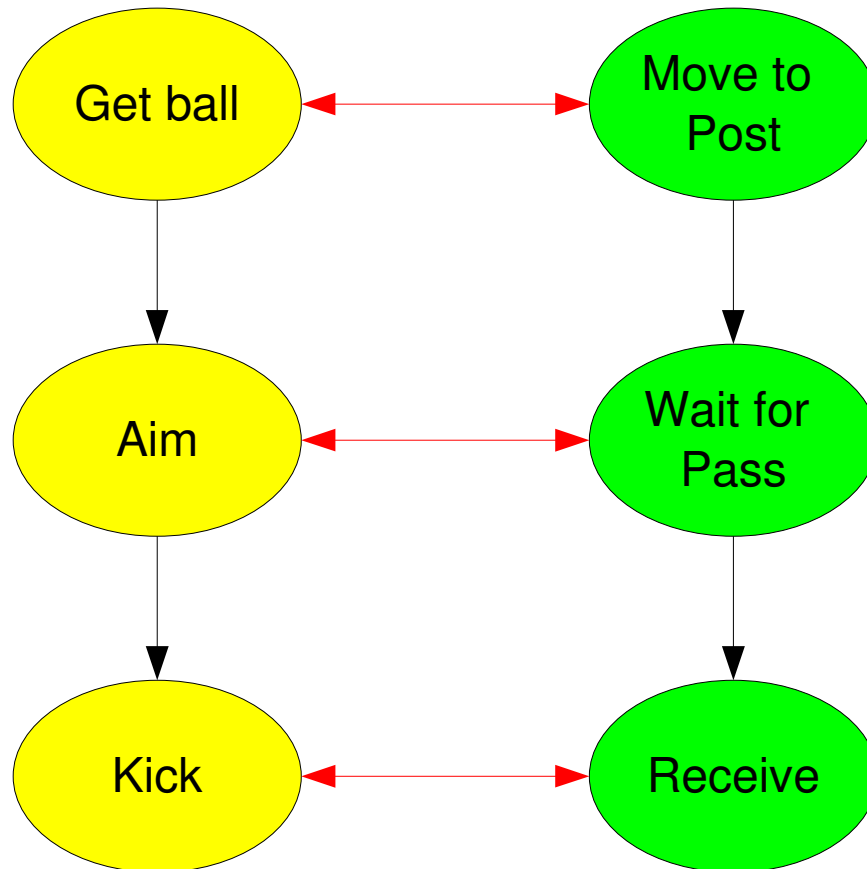 Get ball
Move to
Post
Aim
Wait for
Pass
Kick
Receive